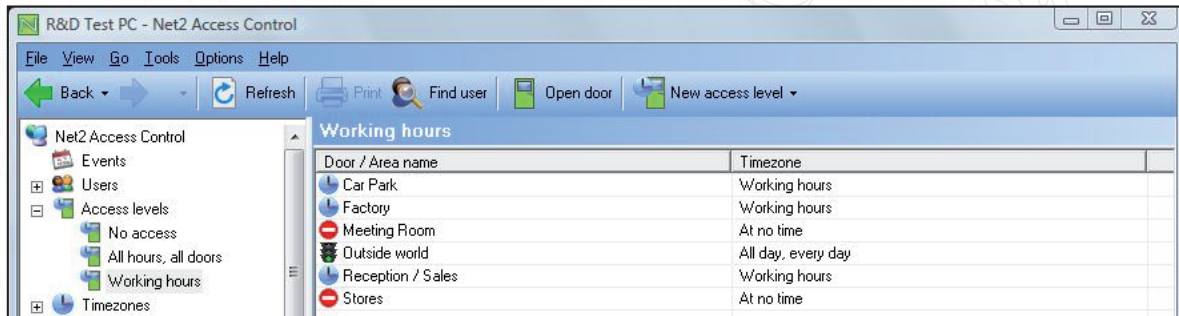 R&D Test PC - Net2 Access Control
File View Go Tools Options Help
Back Refresh Print Find user Open door New access level
Net2 Access Control
Events
Users
Access levels
No access
All hours, all doors
Working hours
Timezones
Working hours
Door / Area name Timezone
Car Park Working hours
Factory Working hours
Meeting Room At no time
Outside world All day, every day
Reception / Sales Working hours
Stores At no time